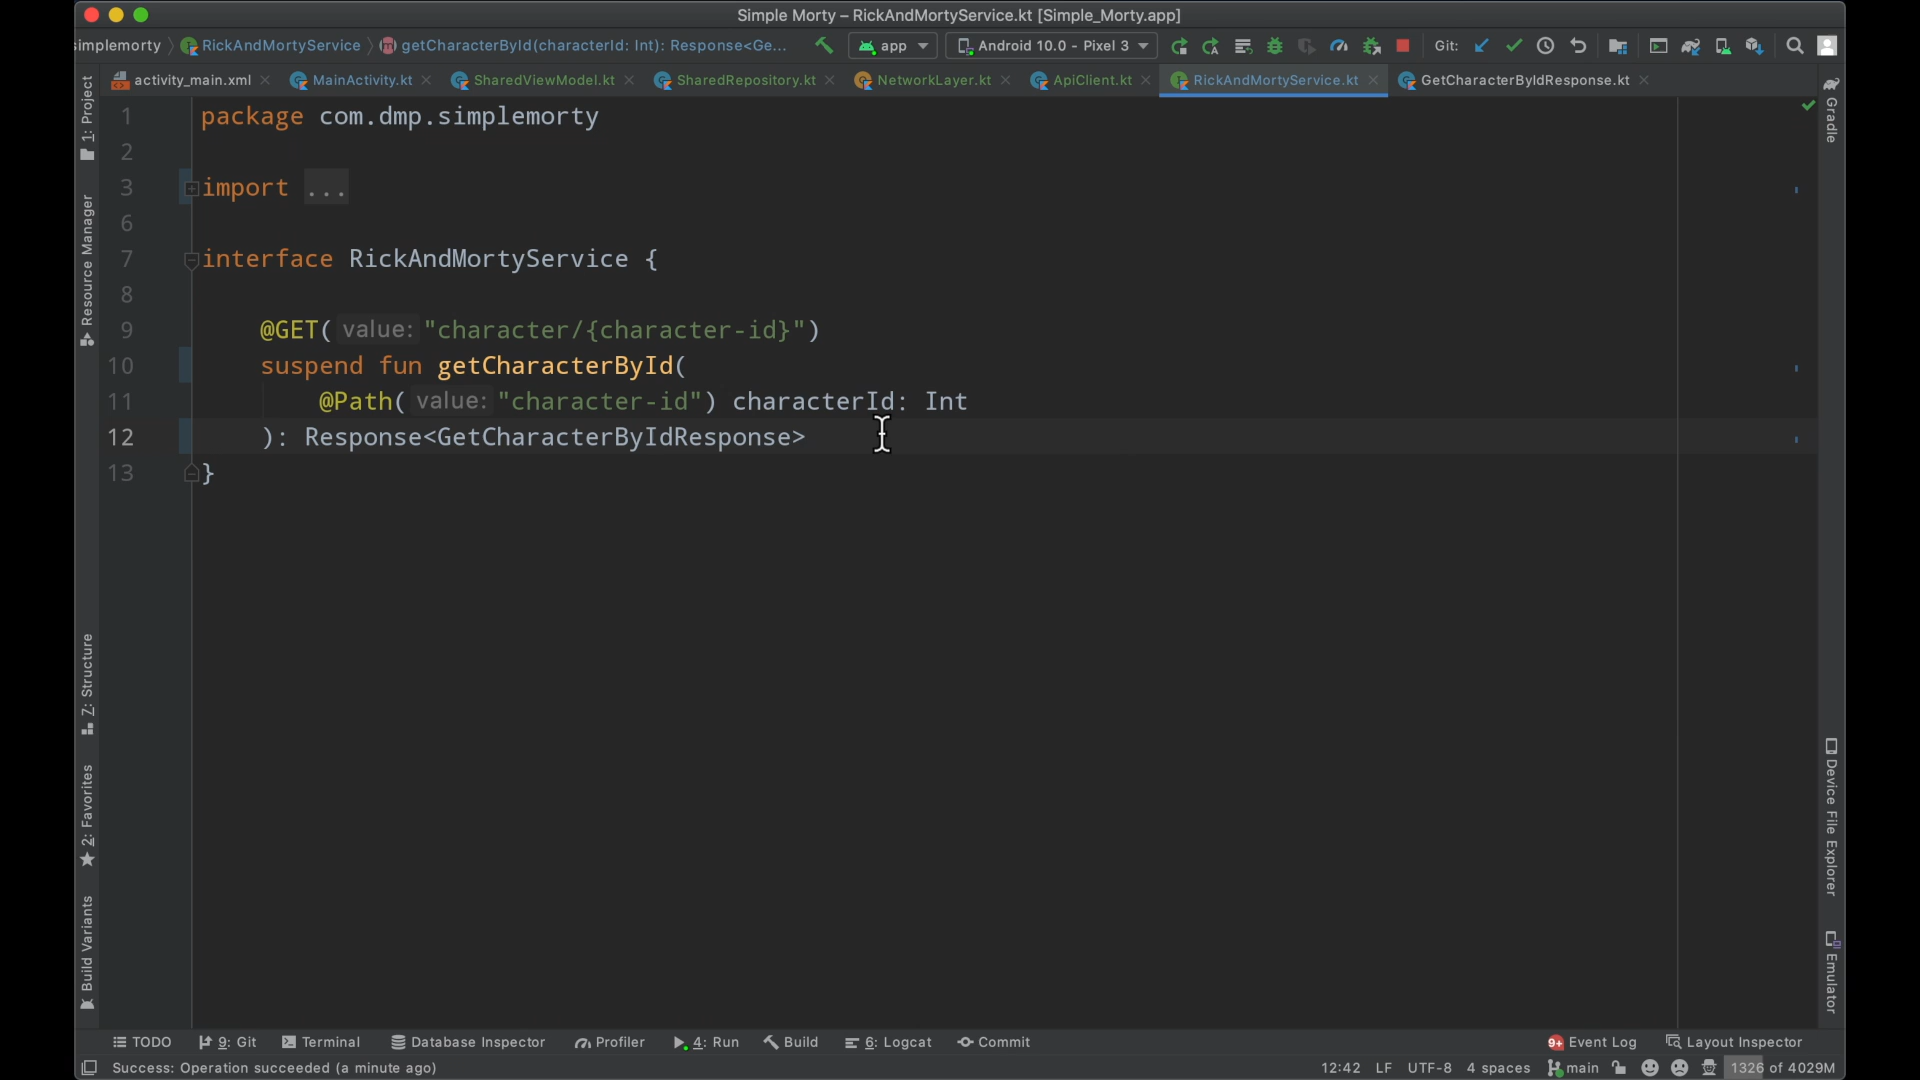 Simple Morty – RickAndMortyService.kt [Simple_Morty.app]
simplemorty RickAndMortyService getCharacterById(characterId: Int): Response<Ge... app Android 10.0 - Pixel 3 Git:
activity_main.xml MainActivity.kt SharedViewModel.kt SharedRepository.kt NetworkLayer.kt ApiClient.kt RickAndMortyService.kt GetCharacterByIdResponse.kt
1 package com.dmp.simplemorty
2
3 import ...
6
7 interface RickAndMortyService {
8
9 @GET( value: "character/{character-id}")
10 suspend fun getCharacterById(
11 @Path( value: "character-id") characterId: Int
12 ): Response<GetCharacterByIdResponse>
13 }
1: Project
Resource Manager
Z: Structure
2: Favorites
Build Variants
Gradle
Device File Explorer
Emulator
TODO 9: Git Terminal Database Inspector Profiler 4: Run Build 6: Logcat Commit 9+ Event Log Layout Inspector
Success: Operation succeeded (a minute ago) 12:42 LF UTF-8 4 spaces main 1326 of 4029M